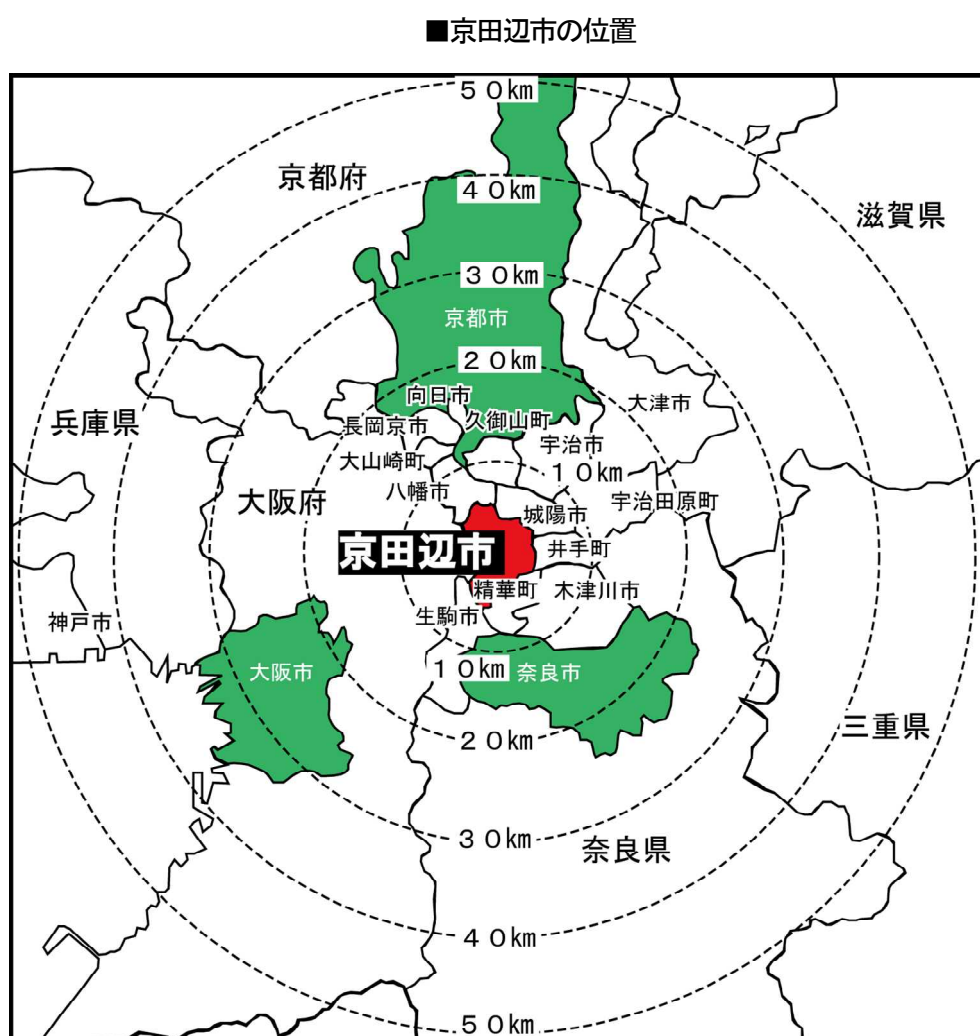 ■京田辺市の位置
５０㎞
京都府
４０㎞
滋賀県
３０㎞
京都市
２０㎞
向日市
大津市
兵庫県
長岡京市
久御山町
宇治市
大山崎町
１０㎞
八幡市
宇治田原町
大阪府
城陽市
京田辺市
井手町
精華町
木津川市
生駒市
神戸市
大阪市
１０㎞
奈良市
三重県
２０㎞
３０㎞
奈良県
４０㎞
５０㎞